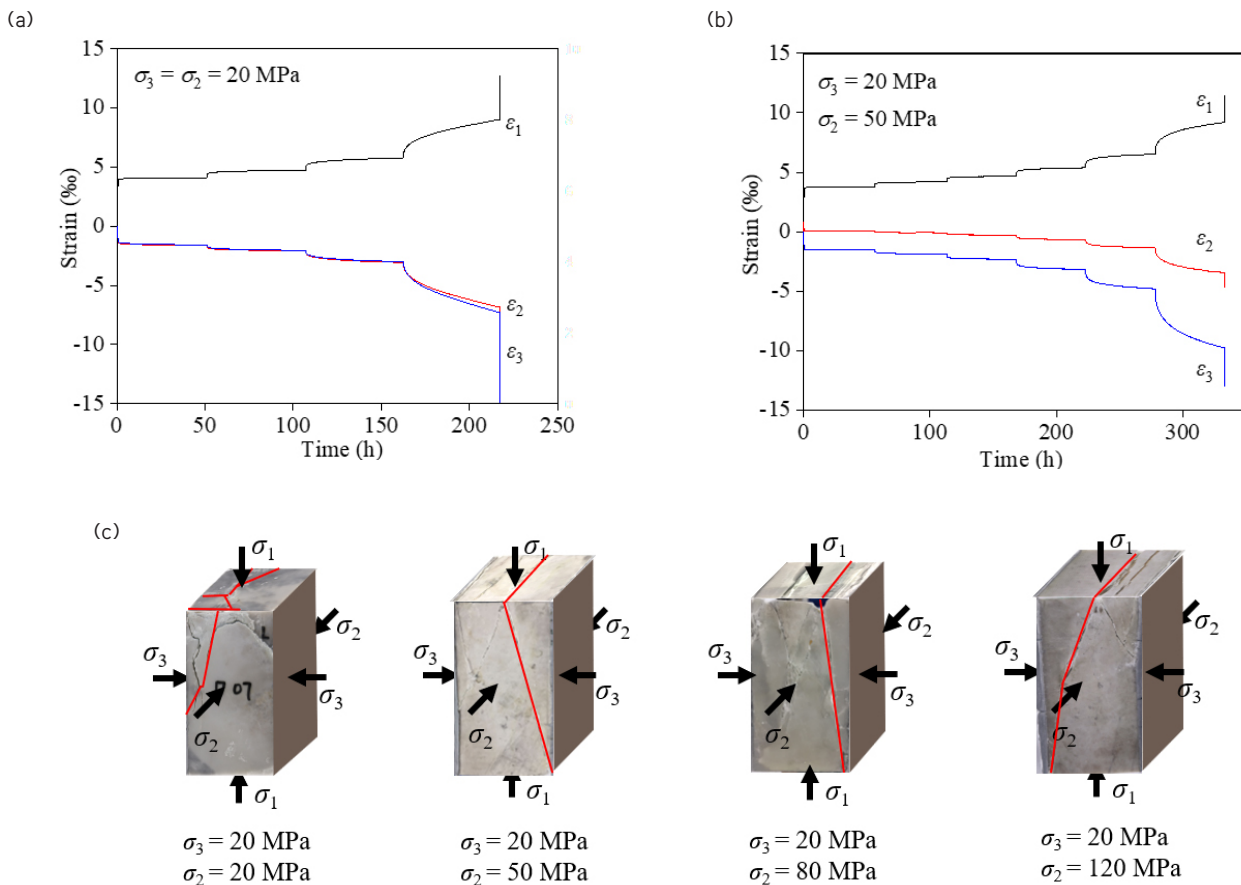 (a)
15
10
5
0
-5
-10
-15
Strain (‰)
σ3 = σ2 = 20 MPa
ε1
ε2
ε3
0 50 100 150 200 250
Time (h)
(b)
15
10
5
0
-5
-10
-15
Strain (‰)
σ3 = 20 MPa
σ2 = 50 MPa
ε1
ε2
ε3
0 100 200 300
Time (h)
(c)
σ1
σ2
σ3
σ3
σ2
σ1
σ3 = 20 MPa
σ2 = 20 MPa
σ1
σ2
σ3
σ3
σ2
σ1
σ3 = 20 MPa
σ2 = 50 MPa
σ1
σ2
σ3
σ3
σ2
σ1
σ3 = 20 MPa
σ2 = 80 MPa
σ1
σ2
σ3
σ3
σ2
σ1
σ3 = 20 MPa
σ2 = 120 MPa